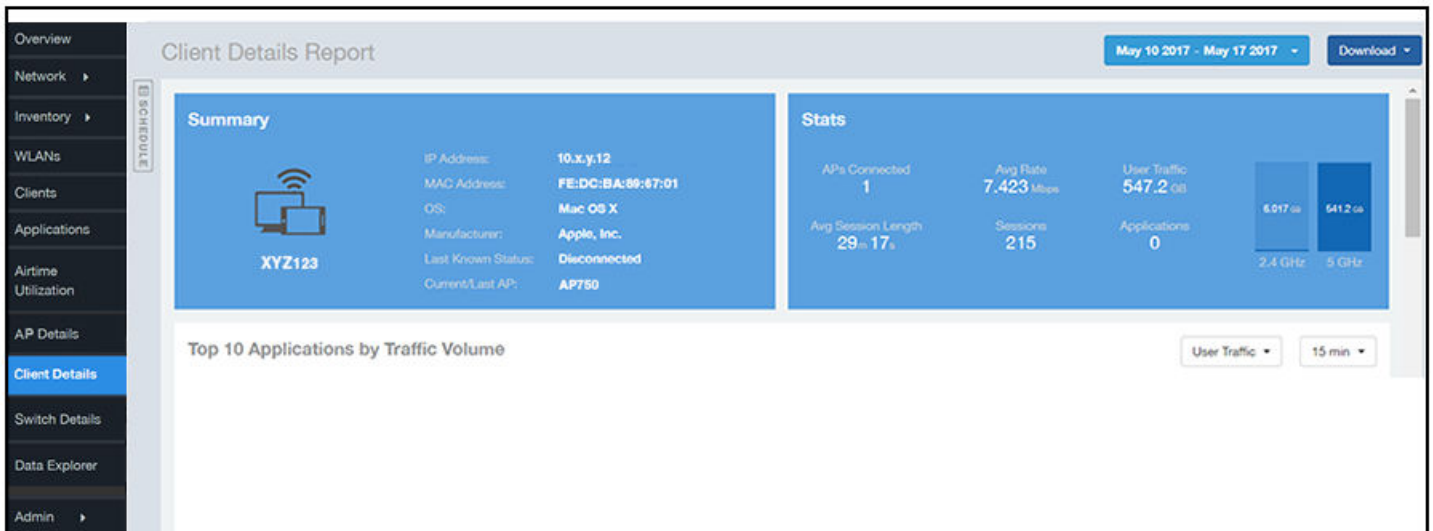 Overview
Network
Inventory
WLANs
Clients
Applications
Airtime
Utilization
AP Details
Client Details
Switch Details
Data Explorer
Admin
SCHEDULE
Client Details Report
May 10 2017 - May 17 2017
Download
Summary
XYZ123
IP Address: 10.x.y.12
MAC Address: FE:DC:BA:89:67:01
OS: Mac OS X
Manufacturer: Apple, Inc.
Last Known Status: Disconnected
Current/Last AP: AP750
Stats
APs Connected
1
Avg Rate
7.423 Mbps
User Traffic
547.2 GB
Avg Session Length
29m 17s
Sessions
215
Applications
0
6.017 GB
541.2 GB
2.4 GHz
5 GHz
Top 10 Applications by Traffic Volume
User Traffic
15 min